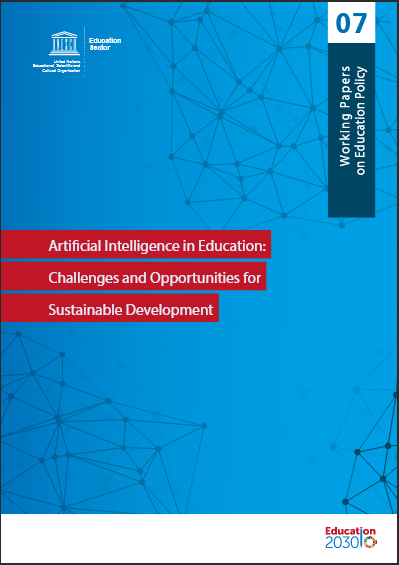 United Nations
Educational, Scientific and
Cultural Organization
Education
Sector
07
Working Papers
on Education Policy
Artificial Intelligence in Education:
Challenges and Opportunities for
Sustainable Development
Education
2030